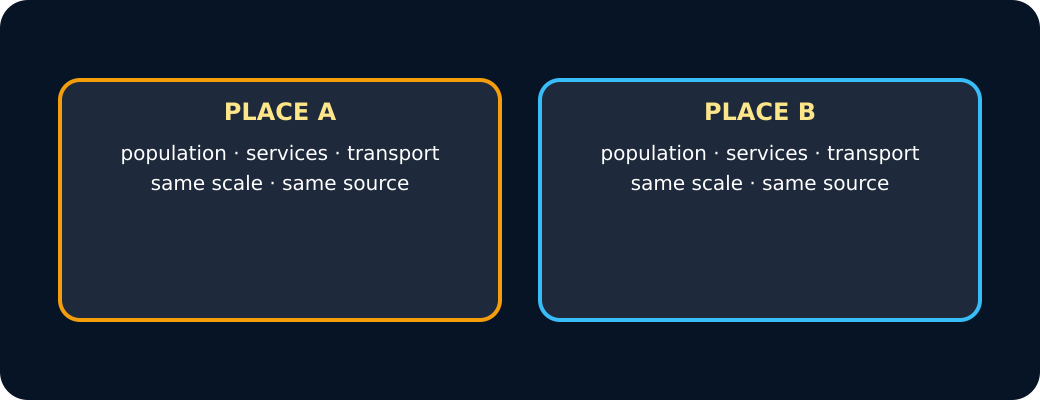 PLACE A
population · services · transport
same scale · same source
PLACE B
population · services · transport
same scale · same source